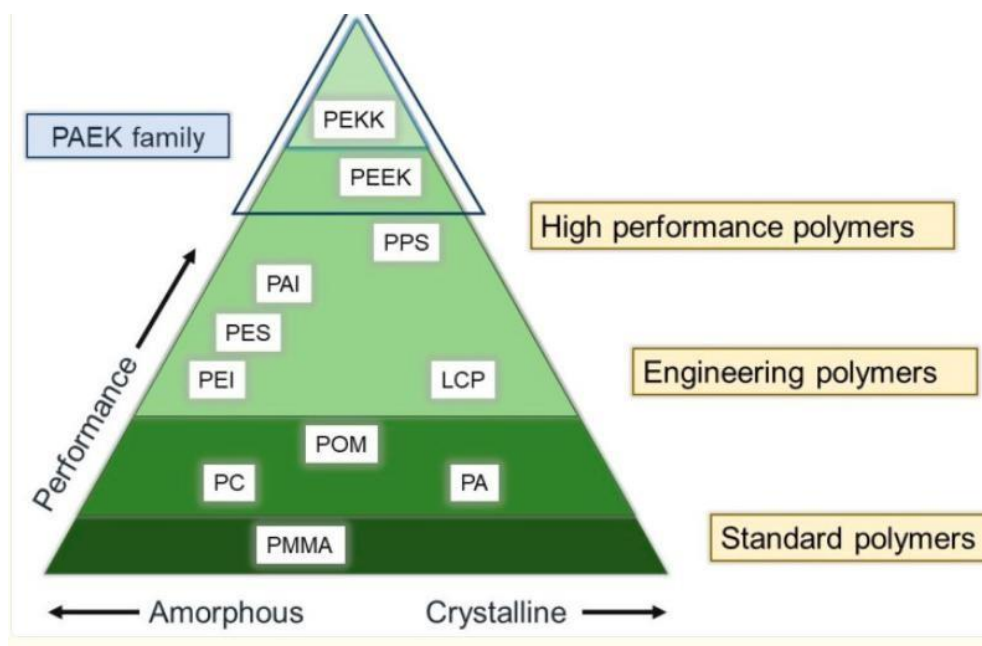 PEKK
PAEK family
PEEK
High performance polymers
PPS
PAI
PES
PEI
LCP
Engineering polymers
Performance
POM
PC
PA
PMMA
Standard polymers
Amorphous
Crystalline